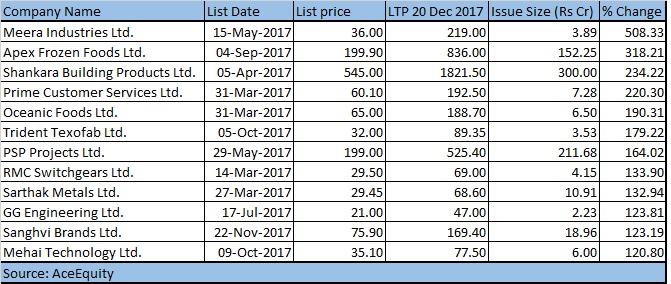 Company Name List Date List price LTP 20 Dec 2017 Issue Size (Rs Cr) % Change
Meera Industries Ltd. 15-May-2017 36.00 219.00 3.89 508.33
Apex Frozen Foods Ltd. 04-Sep-2017 199.90 836.00 152.25 318.21
Shankara Building Products Ltd. 05-Apr-2017 545.00 1821.50 300.00 234.22
Prime Customer Services Ltd. 31-Mar-2017 60.10 192.50 7.28 220.30
Oceanic Foods Ltd. 31-Mar-2017 65.00 188.70 6.50 190.31
Trident Texofab Ltd. 05-Oct-2017 32.00 89.35 3.53 179.22
PSP Projects Ltd. 29-May-2017 199.00 525.40 211.68 164.02
RMC Switchgears Ltd. 14-Mar-2017 29.50 69.00 4.15 133.90
Sarthak Metals Ltd. 27-Mar-2017 29.45 68.60 10.91 132.94
GG Engineering Ltd. 17-Jul-2017 21.00 47.00 2.23 123.81
Sanghvi Brands Ltd. 22-Nov-2017 75.90 169.40 18.96 123.19
Mehai Technology Ltd. 09-Oct-2017 35.10 77.50 6.00 120.80
Source: AceEquity